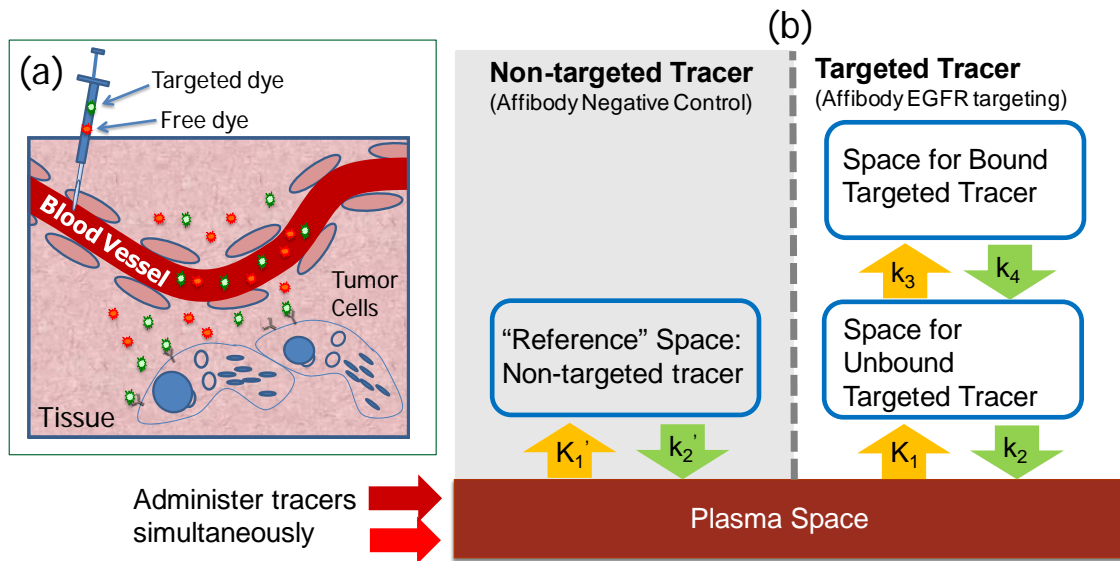 (a)
Targeted dye
Free dye
Blood Vessel
Tumor
Cells
Tissue
(b)
Non-targeted Tracer
(Affibody Negative Control)
Targeted Tracer
(Affibody EGFR targeting)
Space for Bound
Targeted Tracer
k₃
k₄
“Reference” Space:
Non-targeted tracer
Space for
Unbound
Targeted Tracer
K₁’
k₂’
K₁
k₂
Administer tracers
simultaneously
Plasma Space